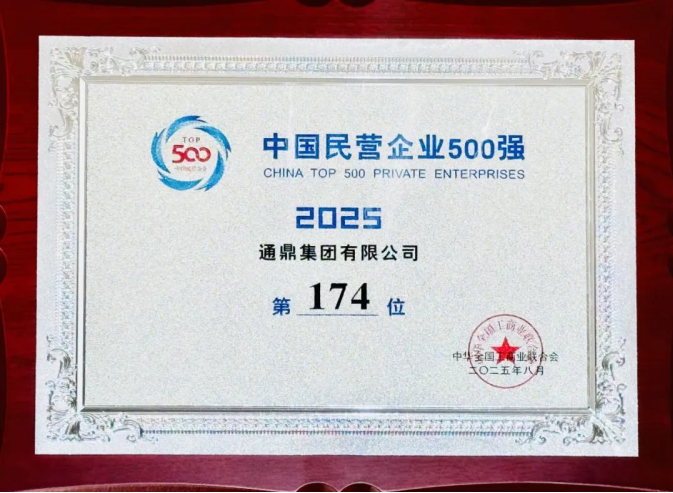 TOP
500
中国民营企业500强
CHINA TOP 500 PRIVATE ENTERPRISES
2025
通鼎集团有限公司
第 174 位
中华全国工商业联合会
二〇二五年八月